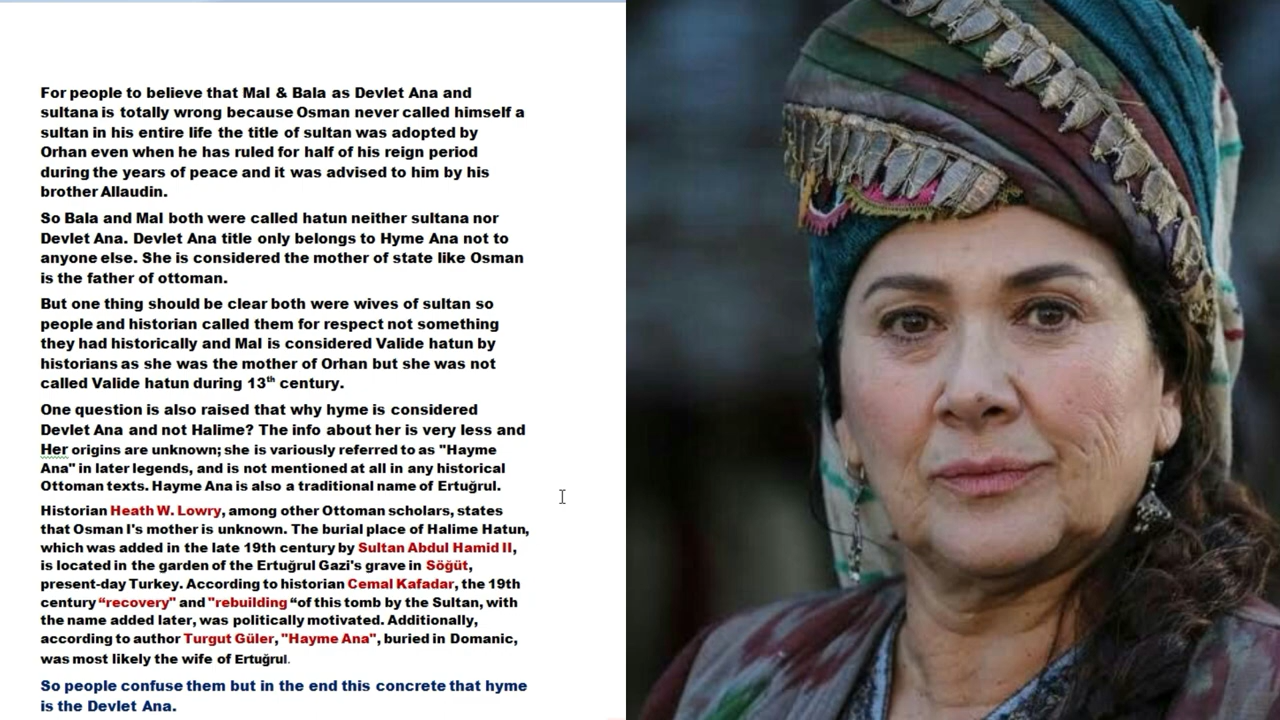 For people to believe that Mal & Bala as Devlet Ana and
sultana is totally wrong because Osman never called himself a
sultan in his entire life the title of sultan was adopted by
Orhan even when he has ruled for half of his reign period
during the years of peace and it was advised to him by his
brother Allaudin.
So Bala and Mal both were called hatun neither sultana nor
Devlet Ana. Devlet Ana title only belongs to Hyme Ana not to
anyone else. She is considered the mother of state like Osman
is the father of ottoman.
But one thing should be clear both were wives of sultan so
people and historian called them for respect not something
they had historically and Mal is considered Valide hatun by
historians as she was the mother of Orhan but she was not
called Valide hatun during 13th century.
One question is also raised that why hyme is considered
Devlet Ana and not Halime? The info about her is very less and
Her origins are unknown; she is variously referred to as "Hayme
Ana" in later legends, and is not mentioned at all in any historical
Ottoman texts. Hayme Ana is also a traditional name of Ertuğrul.
Historian Heath W. Lowry, among other Ottoman scholars, states
that Osman I's mother is unknown. The burial place of Halime Hatun,
which was added in the late 19th century by Sultan Abdul Hamid II,
is located in the garden of the Ertuğrul Gazi's grave in Söğüt,
present-day Turkey. According to historian Cemal Kafadar, the 19th
century “recovery" and "rebuilding “of this tomb by the Sultan, with
the name added later, was politically motivated. Additionally,
according to author Turgut Güler, "Hayme Ana", buried in Domanic,
was most likely the wife of Ertuğrul.
So people confuse them but in the end this concrete that hyme
is the Devlet Ana.